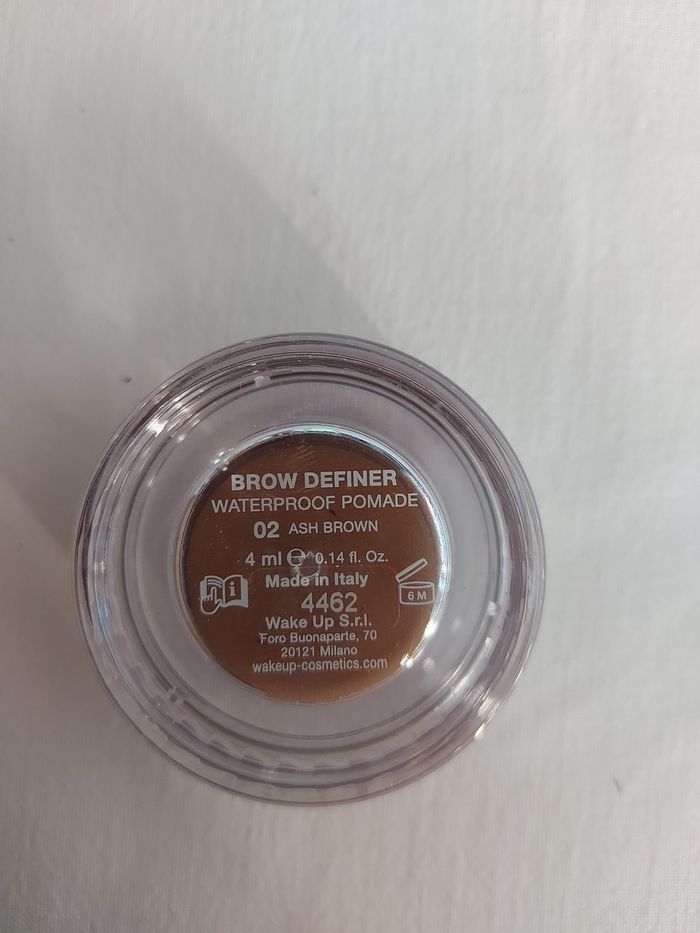 BROW DEFINER
WATERPROOF POMADE
02 ASH BROWN
4 ml ℮ 0.14 fl. Oz.
Made in Italy
4462
6 M
Wake Up S.r.l.
Foro Buonaparte, 70
20121 Milano
wakeup-cosmetics.com